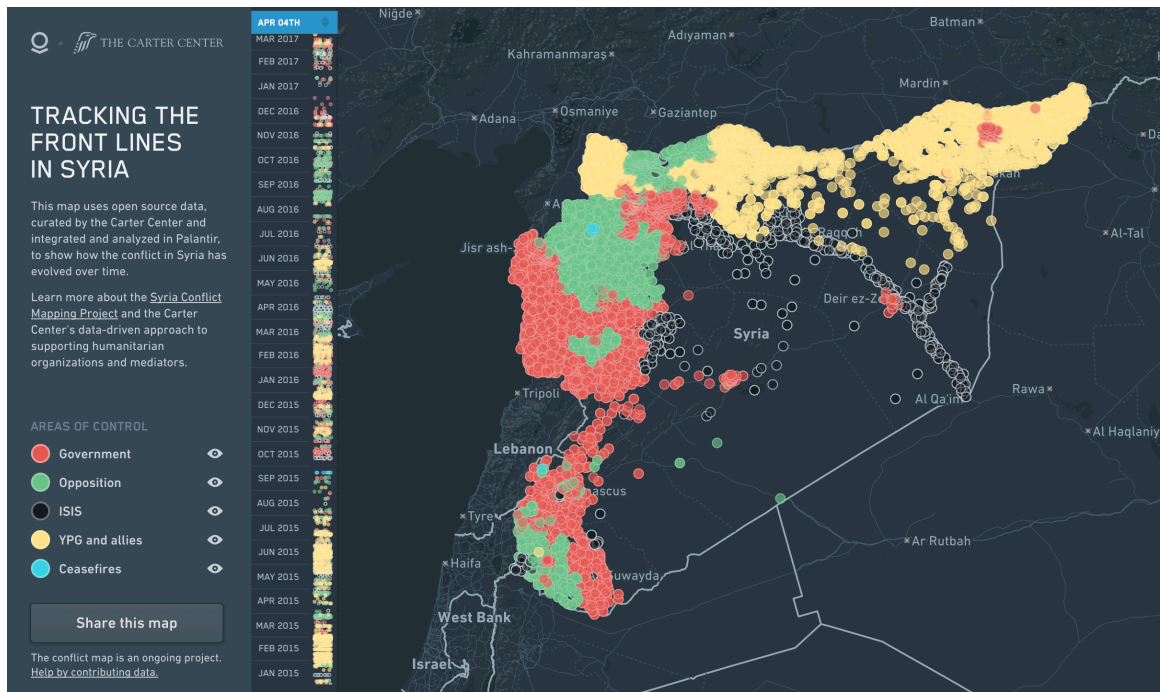 THE CARTER CENTER
TRACKING THE
FRONT LINES
IN SYRIA
This map uses open source data,
curated by the Carter Center and
integrated and analyzed in Palantir,
to show how the conflict in Syria has
evolved over time.
Learn more about the Syria Conflict
Mapping Project and the Carter
Center's data-driven approach to
supporting humanitarian
organizations and mediators.
AREAS OF CONTROL
Government
Opposition
ISIS
YPG and allies
Ceasefires
Share this map
The conflict map is an ongoing project.
Help by contributing data.
APR 04TH
MAR 2017
FEB 2017
JAN 2017
DEC 2016
NOV 2016
OCT 2016
SEP 2016
AUG 2016
JUL 2016
JUN 2016
MAY 2016
APR 2016
MAR 2016
FEB 2016
JAN 2016
DEC 2015
NOV 2015
OCT 2015
SEP 2015
AUG 2015
JUL 2015
JUN 2015
MAY 2015
APR 2015
MAR 2015
FEB 2015
JAN 2015
Niğde
Batman
Adıyaman
Kahramanmaraş
Mardin
Osmaniye
Gaziantep
Adana
Jisr ash-
Al-Tal
Deir ez-Z
Syria
Tripoli
Rawa
Al Qa'im
Al Haqlaniy
Lebanon
ascus
Tyre
Ar Rutbah
Haifa
uwayda
West Bank
Israel